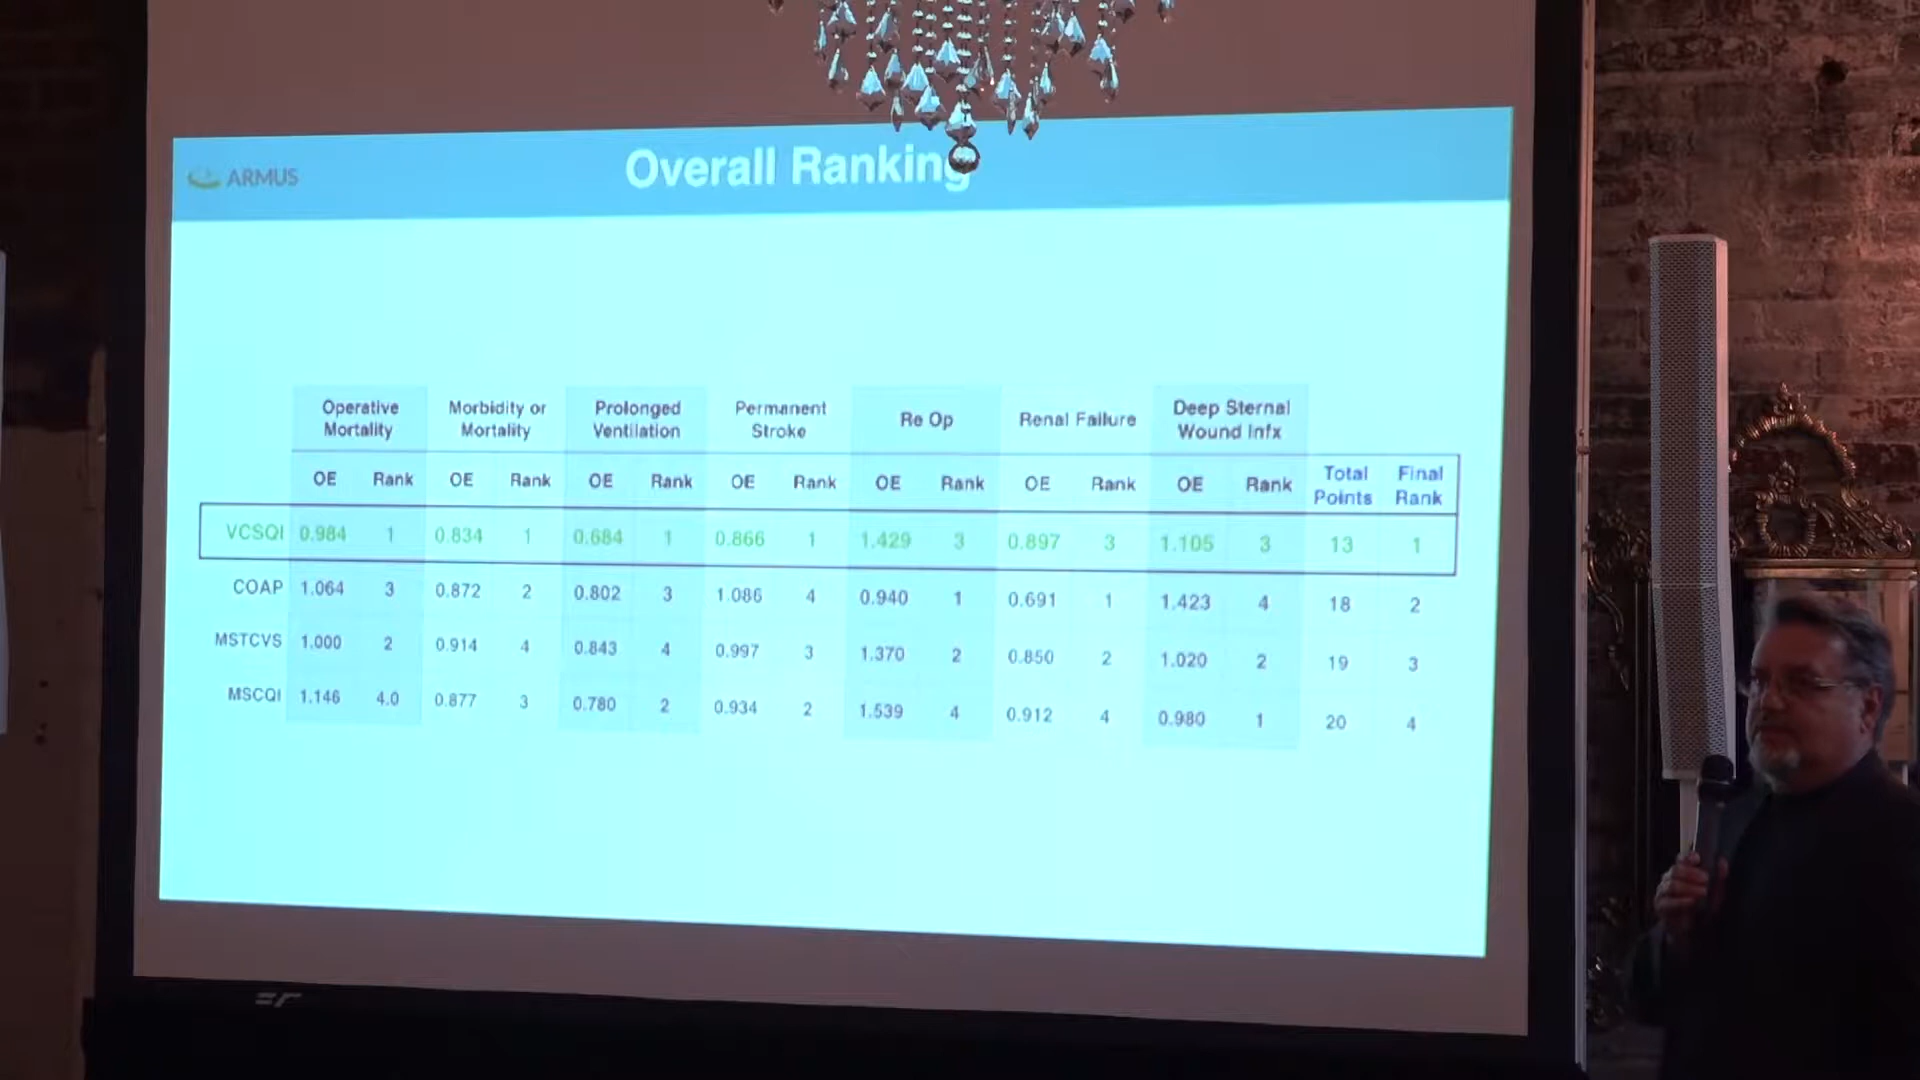 ARMUS
Overall Ranking
Operative Mortality Morbidity or Mortality Prolonged Ventilation Permanent Stroke Re Op Renal Failure Deep Sternal Wound Infx
OE Rank OE Rank OE Rank OE Rank OE Rank OE Rank OE Rank Total Points Final Rank
VCSQI 0.984 1 0.834 1 0.684 1 0.866 1 1.429 3 0.897 3 1.105 3 13 1
COAP 1.064 3 0.872 2 0.802 3 1.086 4 0.940 1 0.691 1 1.423 4 18 2
MSTCVS 1.000 2 0.914 4 0.843 4 0.997 3 1.370 2 0.850 2 1.020 2 19 3
MSCQI 1.146 4.0 0.877 3 0.780 2 0.934 2 1.539 4 0.912 4 0.980 1 20 4